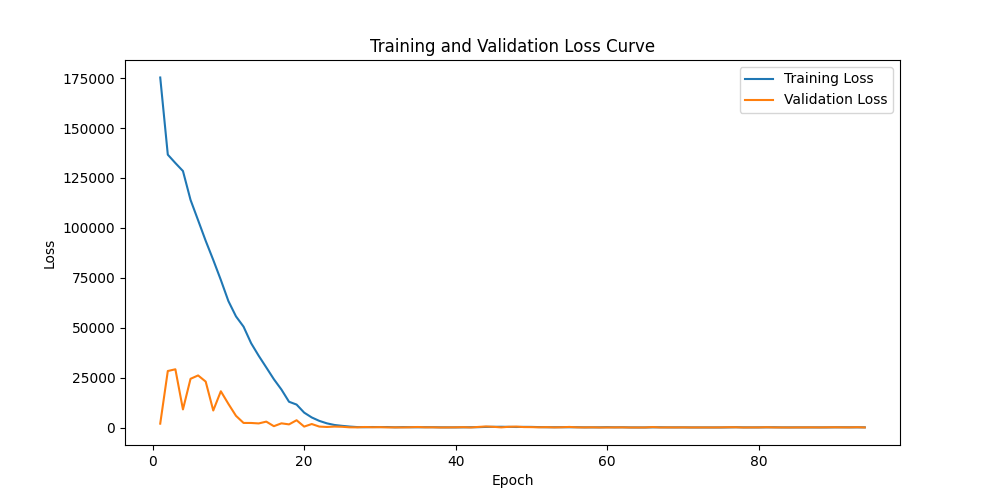 Training and Validation Loss Curve
Training Loss
Validation Loss
175000
150000
125000
100000
75000
50000
25000
0
Loss
0 20 40 60 80
Epoch